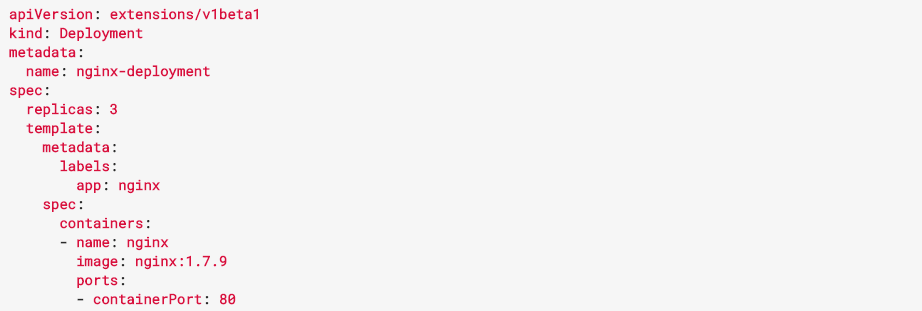 apiVersion: extensions/v1beta1
kind: Deployment
metadata:
  name: nginx-deployment
spec:
  replicas: 3
  template:
    metadata:
      labels:
        app: nginx
    spec:
      containers:
      - name: nginx
        image: nginx:1.7.9
        ports:
        - containerPort: 80